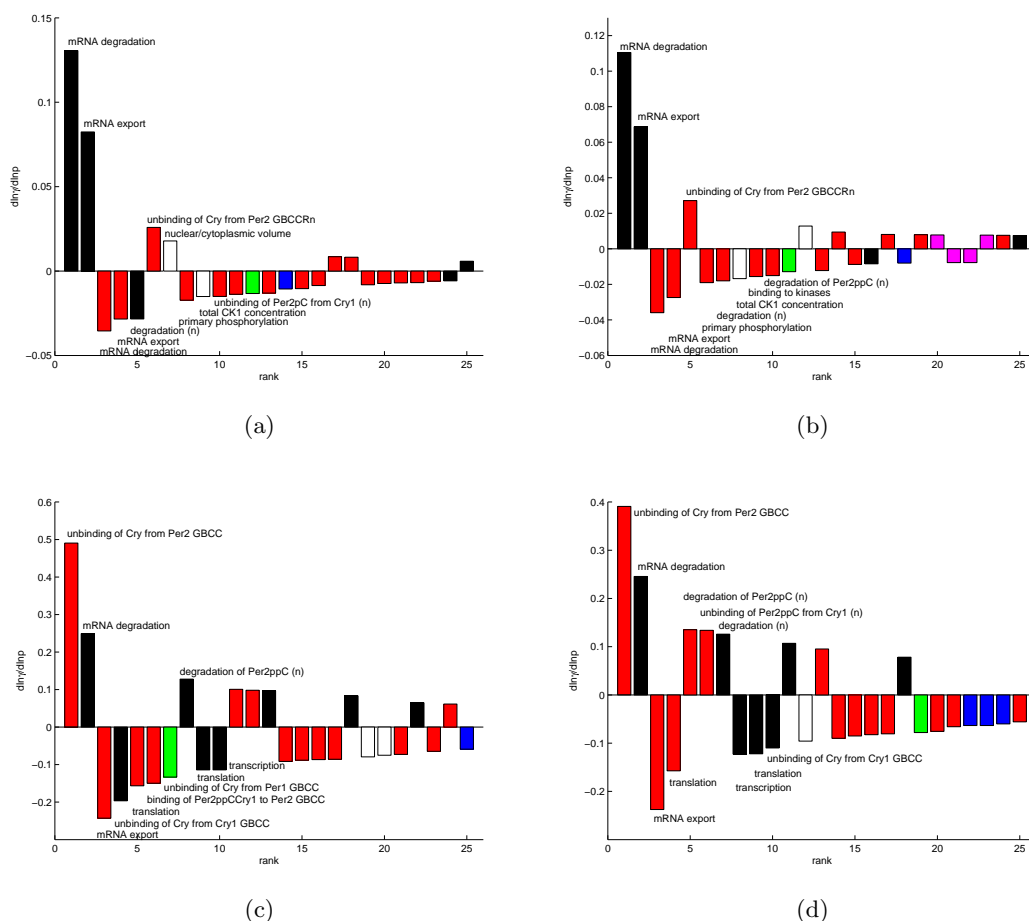 0.15
mRNA degradation
0.1
mRNA export
dlnγ/dlnp
0.05
unbinding of Cry from Per2 GBCCRn
nuclear/cytoplasmic volume
0
unbinding of Per2pC from Cry1 (n)
total CK1 concentration
primary phosphorylation
degradation (n)
mRNA export
mRNA degradation
−0.05
0 5 10 15 20 25
rank
(a)
mRNA degradation
0.12
0.1
0.08
mRNA export
0.06
dlnγ/dlnp
0.04
unbinding of Cry from Per2 GBCCRn
0.02
0
−0.02
degradation of Per2ppC (n)
binding to kinases
total CK1 concentration
degradation (n)
primary phosphorylation
−0.04
mRNA export
mRNA degradation
−0.06
0 5 10 15 20 25
rank
(b)
0.6
unbinding of Cry from Per2 GBCC
0.5
0.4
0.3
mRNA degradation
dlnγ/dlnp
0.2
degradation of Per2ppC (n)
0.1
0
−0.1
transcription
translation
unbinding of Cry from Per1 GBCC
binding of Per2ppCCry1 to Per2 GBCC
−0.2
translation
unbinding of Cry from Cry1 GBCC
mRNA export
0 5 10 15 20 25
rank
(c)
0.4
unbinding of Cry from Per2 GBCC
0.3
mRNA degradation
0.2
degradation of Per2ppC (n)
unbinding of Per2ppC from Cry1 (n)
degradation (n)
dlnγ/dlnp
0.1
0
−0.1
unbinding of Cry from Cry1 GBCC
translation
translation
transcription
−0.2
mRNA export
0 5 10 15 20 25
rank
(d)